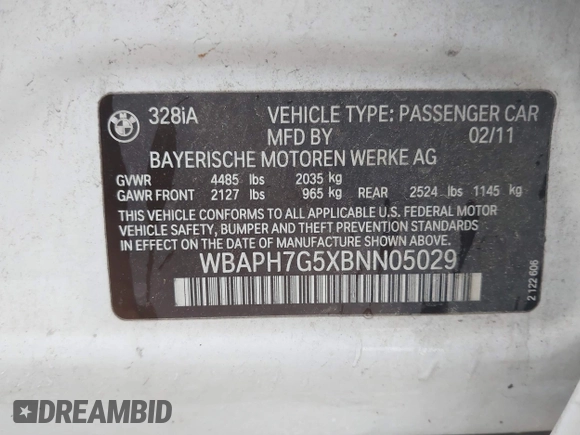 BMW
328iA VEHICLE TYPE: PASSENGER CAR
MFD BY 02/11
BAYERISCHE MOTOREN WERKE AG
GVWR 4485 lbs 2035 kg
GAWR FRONT 2127 lbs 965 kg REAR 2524 lbs 1145 kg
THIS VEHICLE CONFORMS TO ALL APPLICABLE U.S. FEDERAL MOTOR
VEHICLE SAFETY, BUMPER AND THEFT PREVENTION STANDARDS
IN EFFECT ON THE DATE OF MANUFACTURE SHOWN ABOVE.
WBAPH7G5XBNN05029
2 122 606
DREAMBID